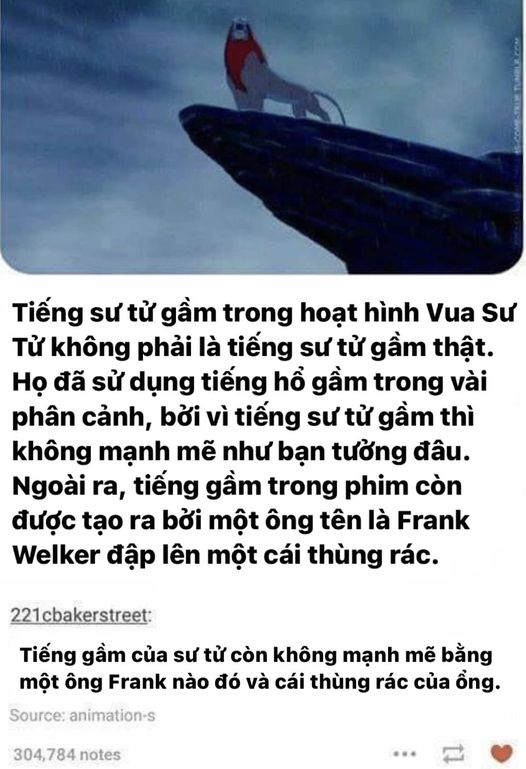 Tiếng sư tử gầm trong hoạt hình Vua Sư
Tử không phải là tiếng sư tử gầm thật.
Họ đã sử dụng tiếng hổ gầm trong vài
phân cảnh, bởi vì tiếng sư tử gầm thì
không mạnh mẽ như bạn tưởng đâu.
Ngoài ra, tiếng gầm trong phim còn
được tạo ra bởi một ông tên là Frank
Welker đập lên một cái thùng rác.
221cbakerstreet:
Tiếng gầm của sư tử còn không mạnh mẽ bằng
một ông Frank nào đó và cái thùng rác của ổng.
Source: animation-s
304,784 notes